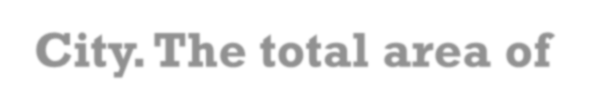 City. The total area of